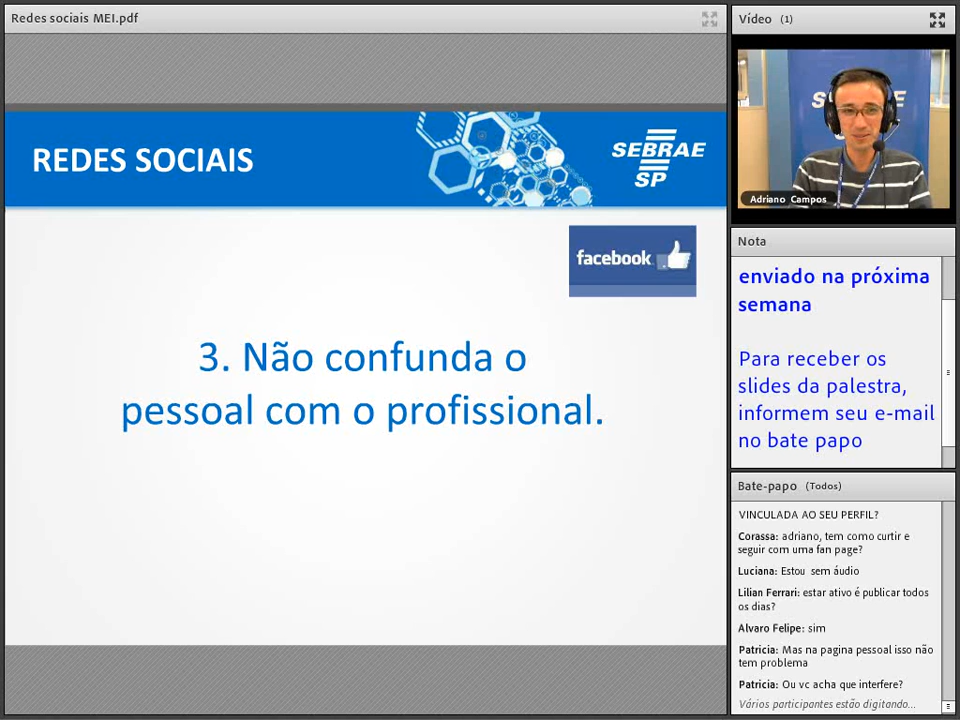 Redes sociais MEI.pdf
REDES SOCIAIS
SEBRAE
SP
facebook
3. Não confunda o
pessoal com o profissional.
Vídeo (1)
Adriano Campos
Nota
enviado na próxima
semana
Para receber os
slides da palestra,
informem seu e-mail
no bate papo
Bate-papo (Todos)
VINCULADA AO SEU PERFIL?
Corassa: adriano, tem como curtir e
seguir com uma fan page?
Luciana: Estou sem áudio
Lilian Ferrari: estar ativo é publicar todos
os dias?
Alvaro Felipe: sim
Patricia: Mas na pagina pessoal isso não
tem problema
Patricia: Ou vc acha que interfere?
Vários participantes estão digitando...